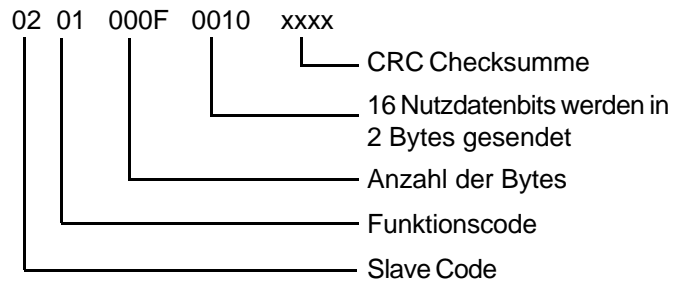 02 01 000F 0010 xxxx
CRC Checksumme
16 Nutzdatenbits werden in
2 Bytes gesendet
Anzahl der Bytes
Funktionscode
Slave Code